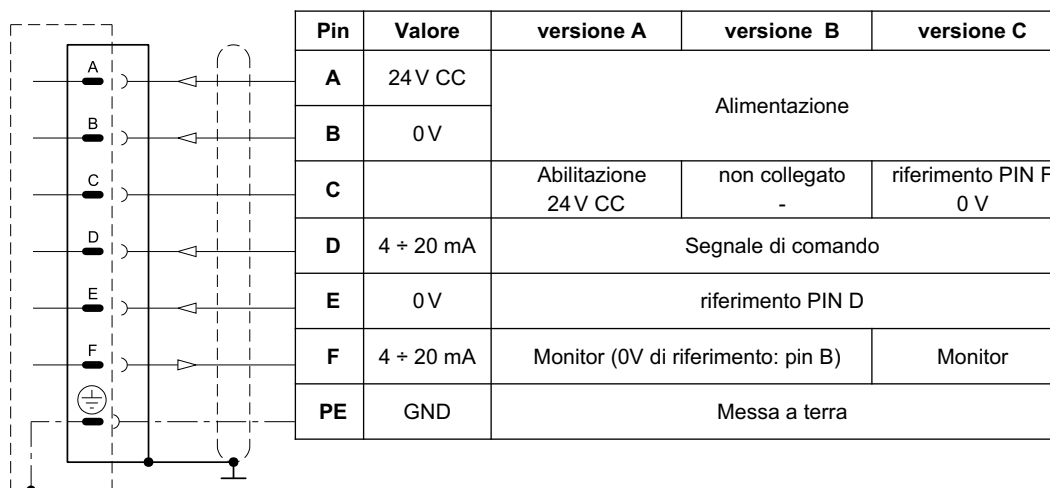 A
B
C
D
E
F
Pin Valore versione A versione B versione C
A 24 V CC Alimentazione
B 0 V
C Abilitazione 24 V CC non collegato - riferimento PIN F 0 V
D 4 ÷ 20 mA Segnale di comando
E 0 V riferimento PIN D
F 4 ÷ 20 mA Monitor (0V di riferimento: pin B) Monitor
PE GND Messa a terra